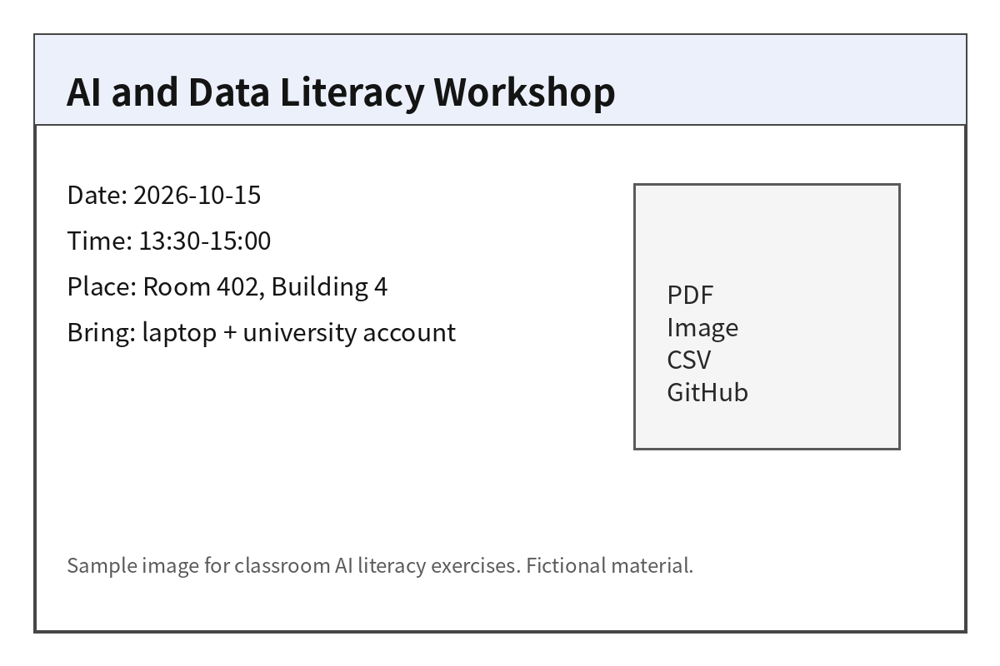 AI and Data Literacy Workshop
Date: 2026-10-15
Time: 13:30-15:00
Place: Room 402, Building 4
Bring: laptop + university account
PDF
Image
CSV
GitHub
Sample image for classroom AI literacy exercises. Fictional material.